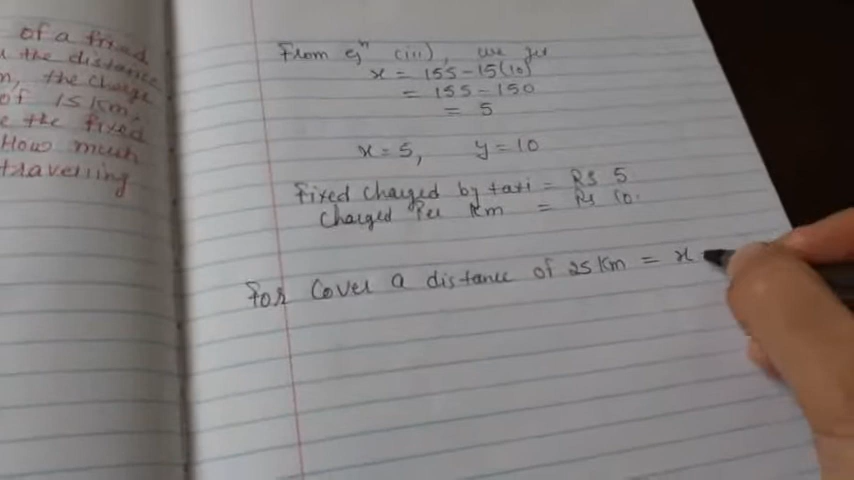 of a fixed
the distance
the charge
of 15 Km,
the fixed
How much
travelling
From eqⁿ (iii), we get
x = 155 - 15(10)
= 155 - 150
= 5
x = 5, y = 10
Fixed Charged by taxi = Rs 5
Charged Per Km = Rs 10.
For Cover a distance of 25 Km = x